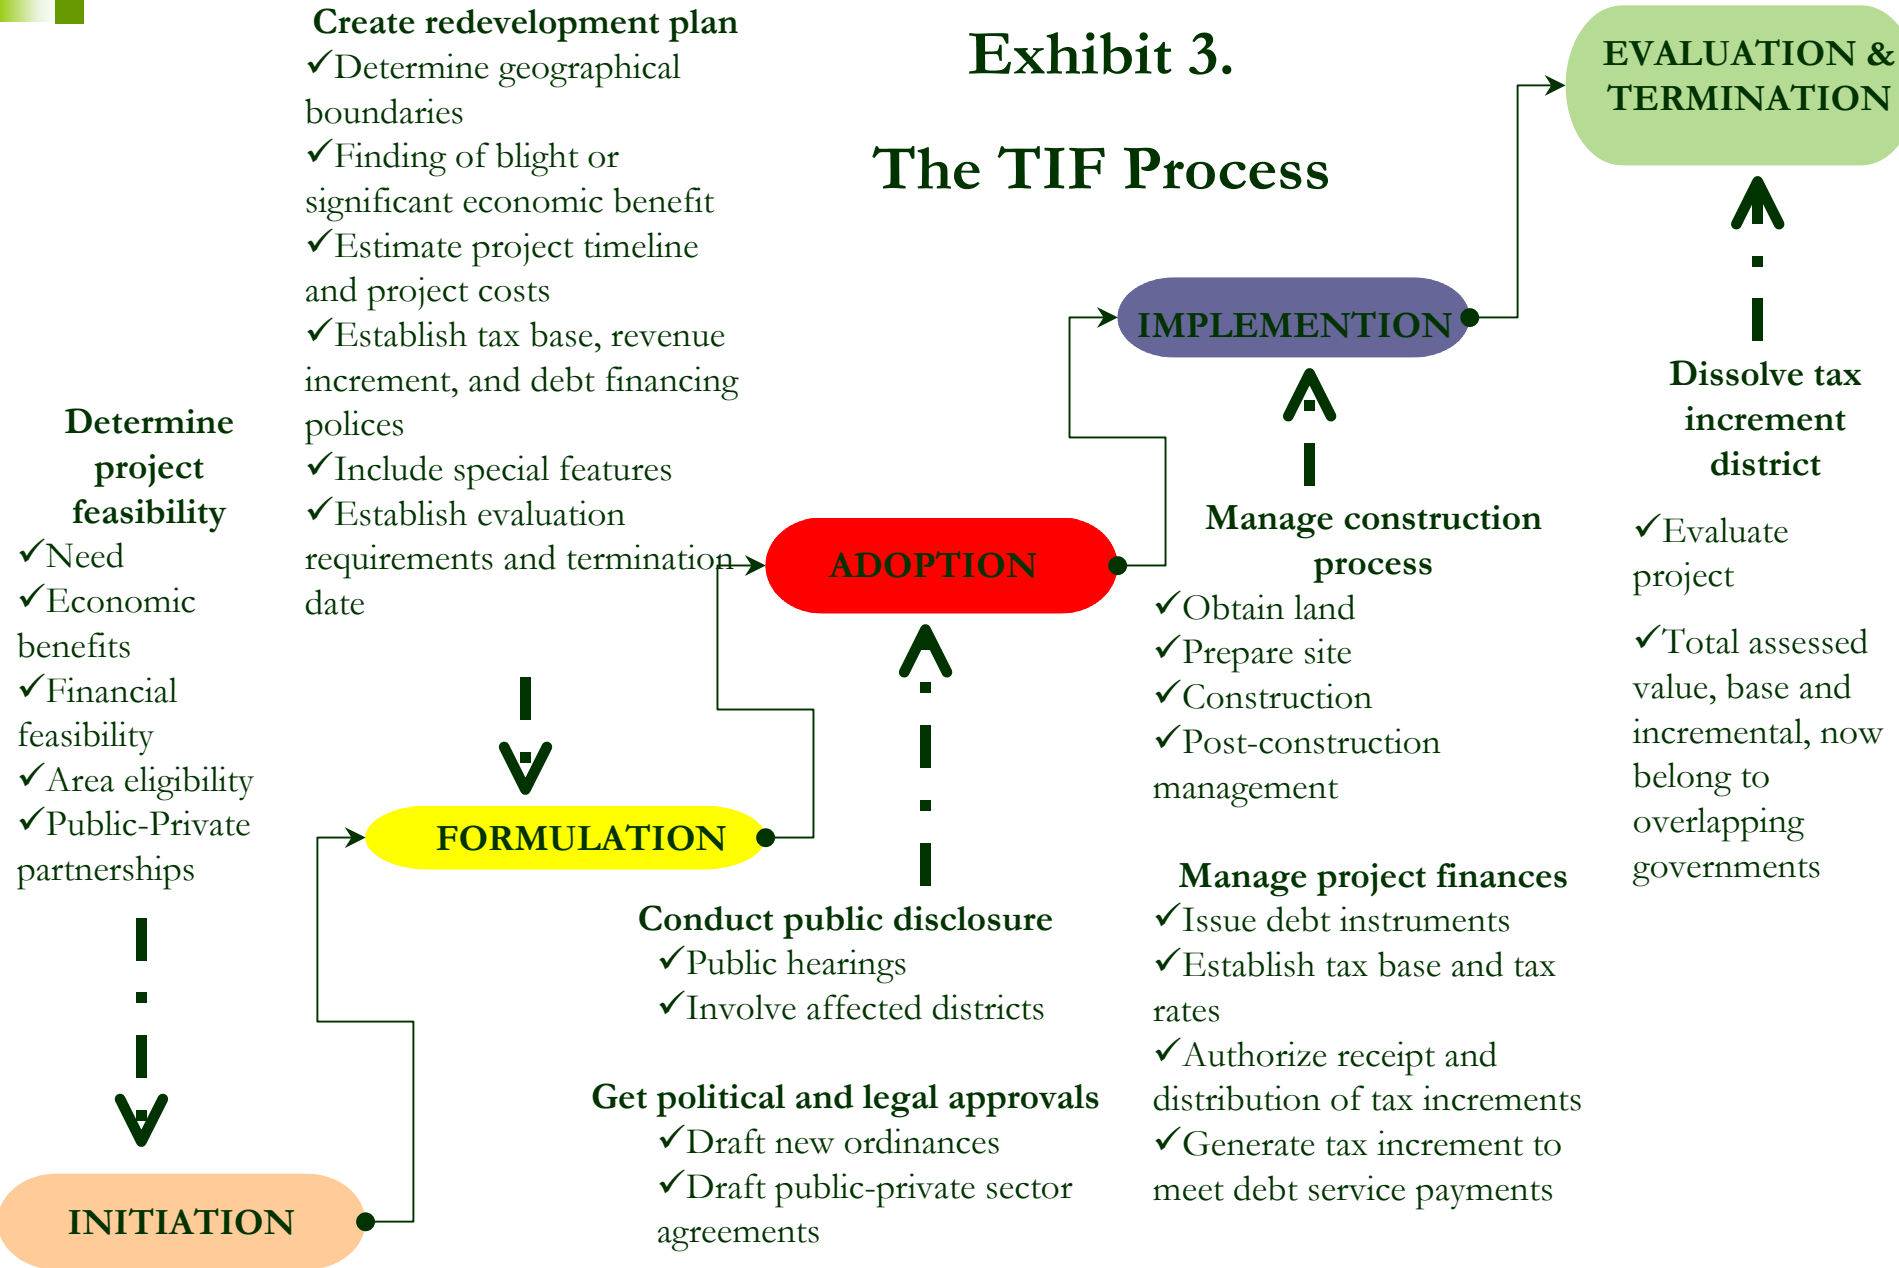 Exhibit 3.
The TIF Process
Determine
project
feasibility
✓Need
✓Economic
benefits
✓Financial
feasibility
✓Area eligibility
✓Public-Private
partnerships
INITIATION
Create redevelopment plan
✓Determine geographical
boundaries
✓Finding of blight or
significant economic benefit
✓Estimate project timeline
and project costs
✓Establish tax base, revenue
increment, and debt financing
polices
✓Include special features
✓Establish evaluation
requirements and termination
date
FORMULATION
ADOPTION
Conduct public disclosure
✓Public hearings
✓Involve affected districts
Get political and legal approvals
✓Draft new ordinances
✓Draft public-private sector
agreements
IMPLEMENTION
Manage construction
process
✓Obtain land
✓Prepare site
✓Construction
✓Post-construction
management
Manage project finances
✓Issue debt instruments
✓Establish tax base and tax
rates
✓Authorize receipt and
distribution of tax increments
✓Generate tax increment to
meet debt service payments
EVALUATION &
TERMINATION
Dissolve tax
increment
district
✓Evaluate
project
✓Total assessed
value, base and
incremental, now
belong to
overlapping
governments